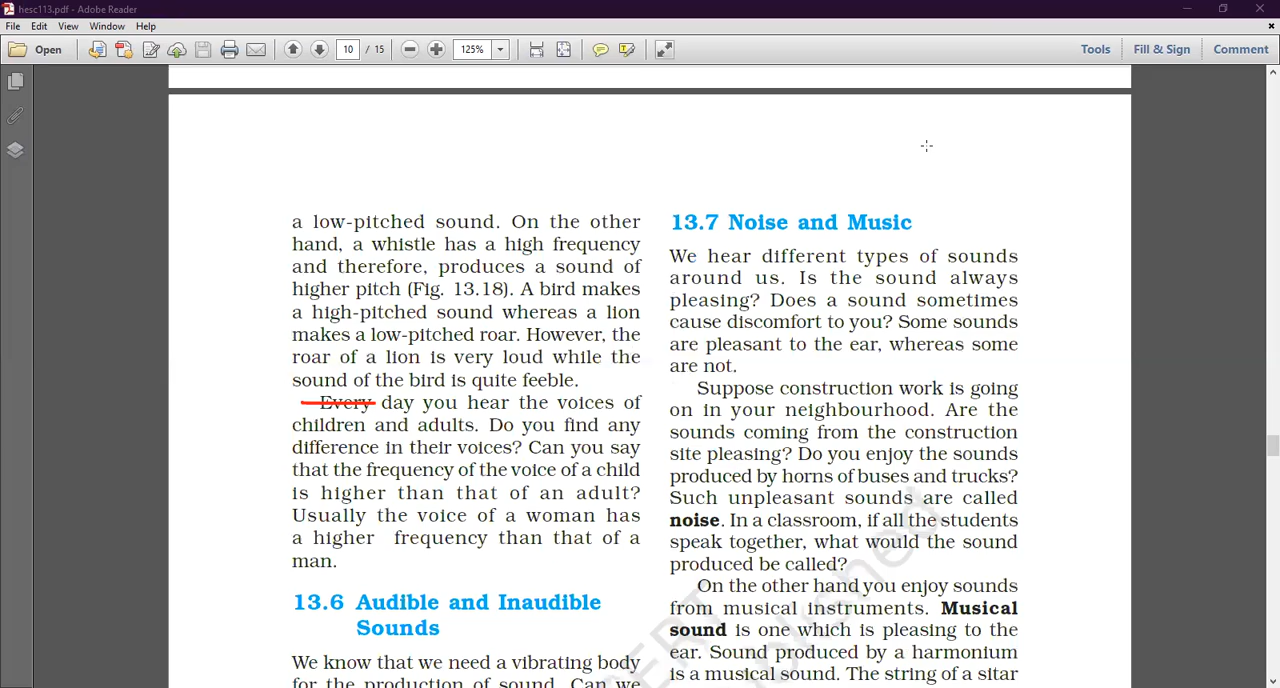 hesc113.pdf - Adobe Reader
File Edit View Window Help
Open 10 / 15 125% Tools Fill & Sign Comment
a low-pitched sound. On the other
hand, a whistle has a high frequency
and therefore, produces a sound of
higher pitch (Fig. 13.18). A bird makes
a high-pitched sound whereas a lion
makes a low-pitched roar. However, the
roar of a lion is very loud while the
sound of the bird is quite feeble.
Every day you hear the voices of
children and adults. Do you find any
difference in their voices? Can you say
that the frequency of the voice of a child
is higher than that of an adult?
Usually the voice of a woman has
a higher frequency than that of a
man.
13.6 Audible and Inaudible
Sounds
We know that we need a vibrating body
for the production of sound. Can we
13.7 Noise and Music
We hear different types of sounds
around us. Is the sound always
pleasing? Does a sound sometimes
cause discomfort to you? Some sounds
are pleasant to the ear, whereas some
are not.
Suppose construction work is going
on in your neighbourhood. Are the
sounds coming from the construction
site pleasing? Do you enjoy the sounds
produced by horns of buses and trucks?
Such unpleasant sounds are called
noise. In a classroom, if all the students
speak together, what would the sound
produced be called?
On the other hand you enjoy sounds
from musical instruments. Musical
sound is one which is pleasing to the
ear. Sound produced by a harmonium
is a musical sound. The string of a sitar